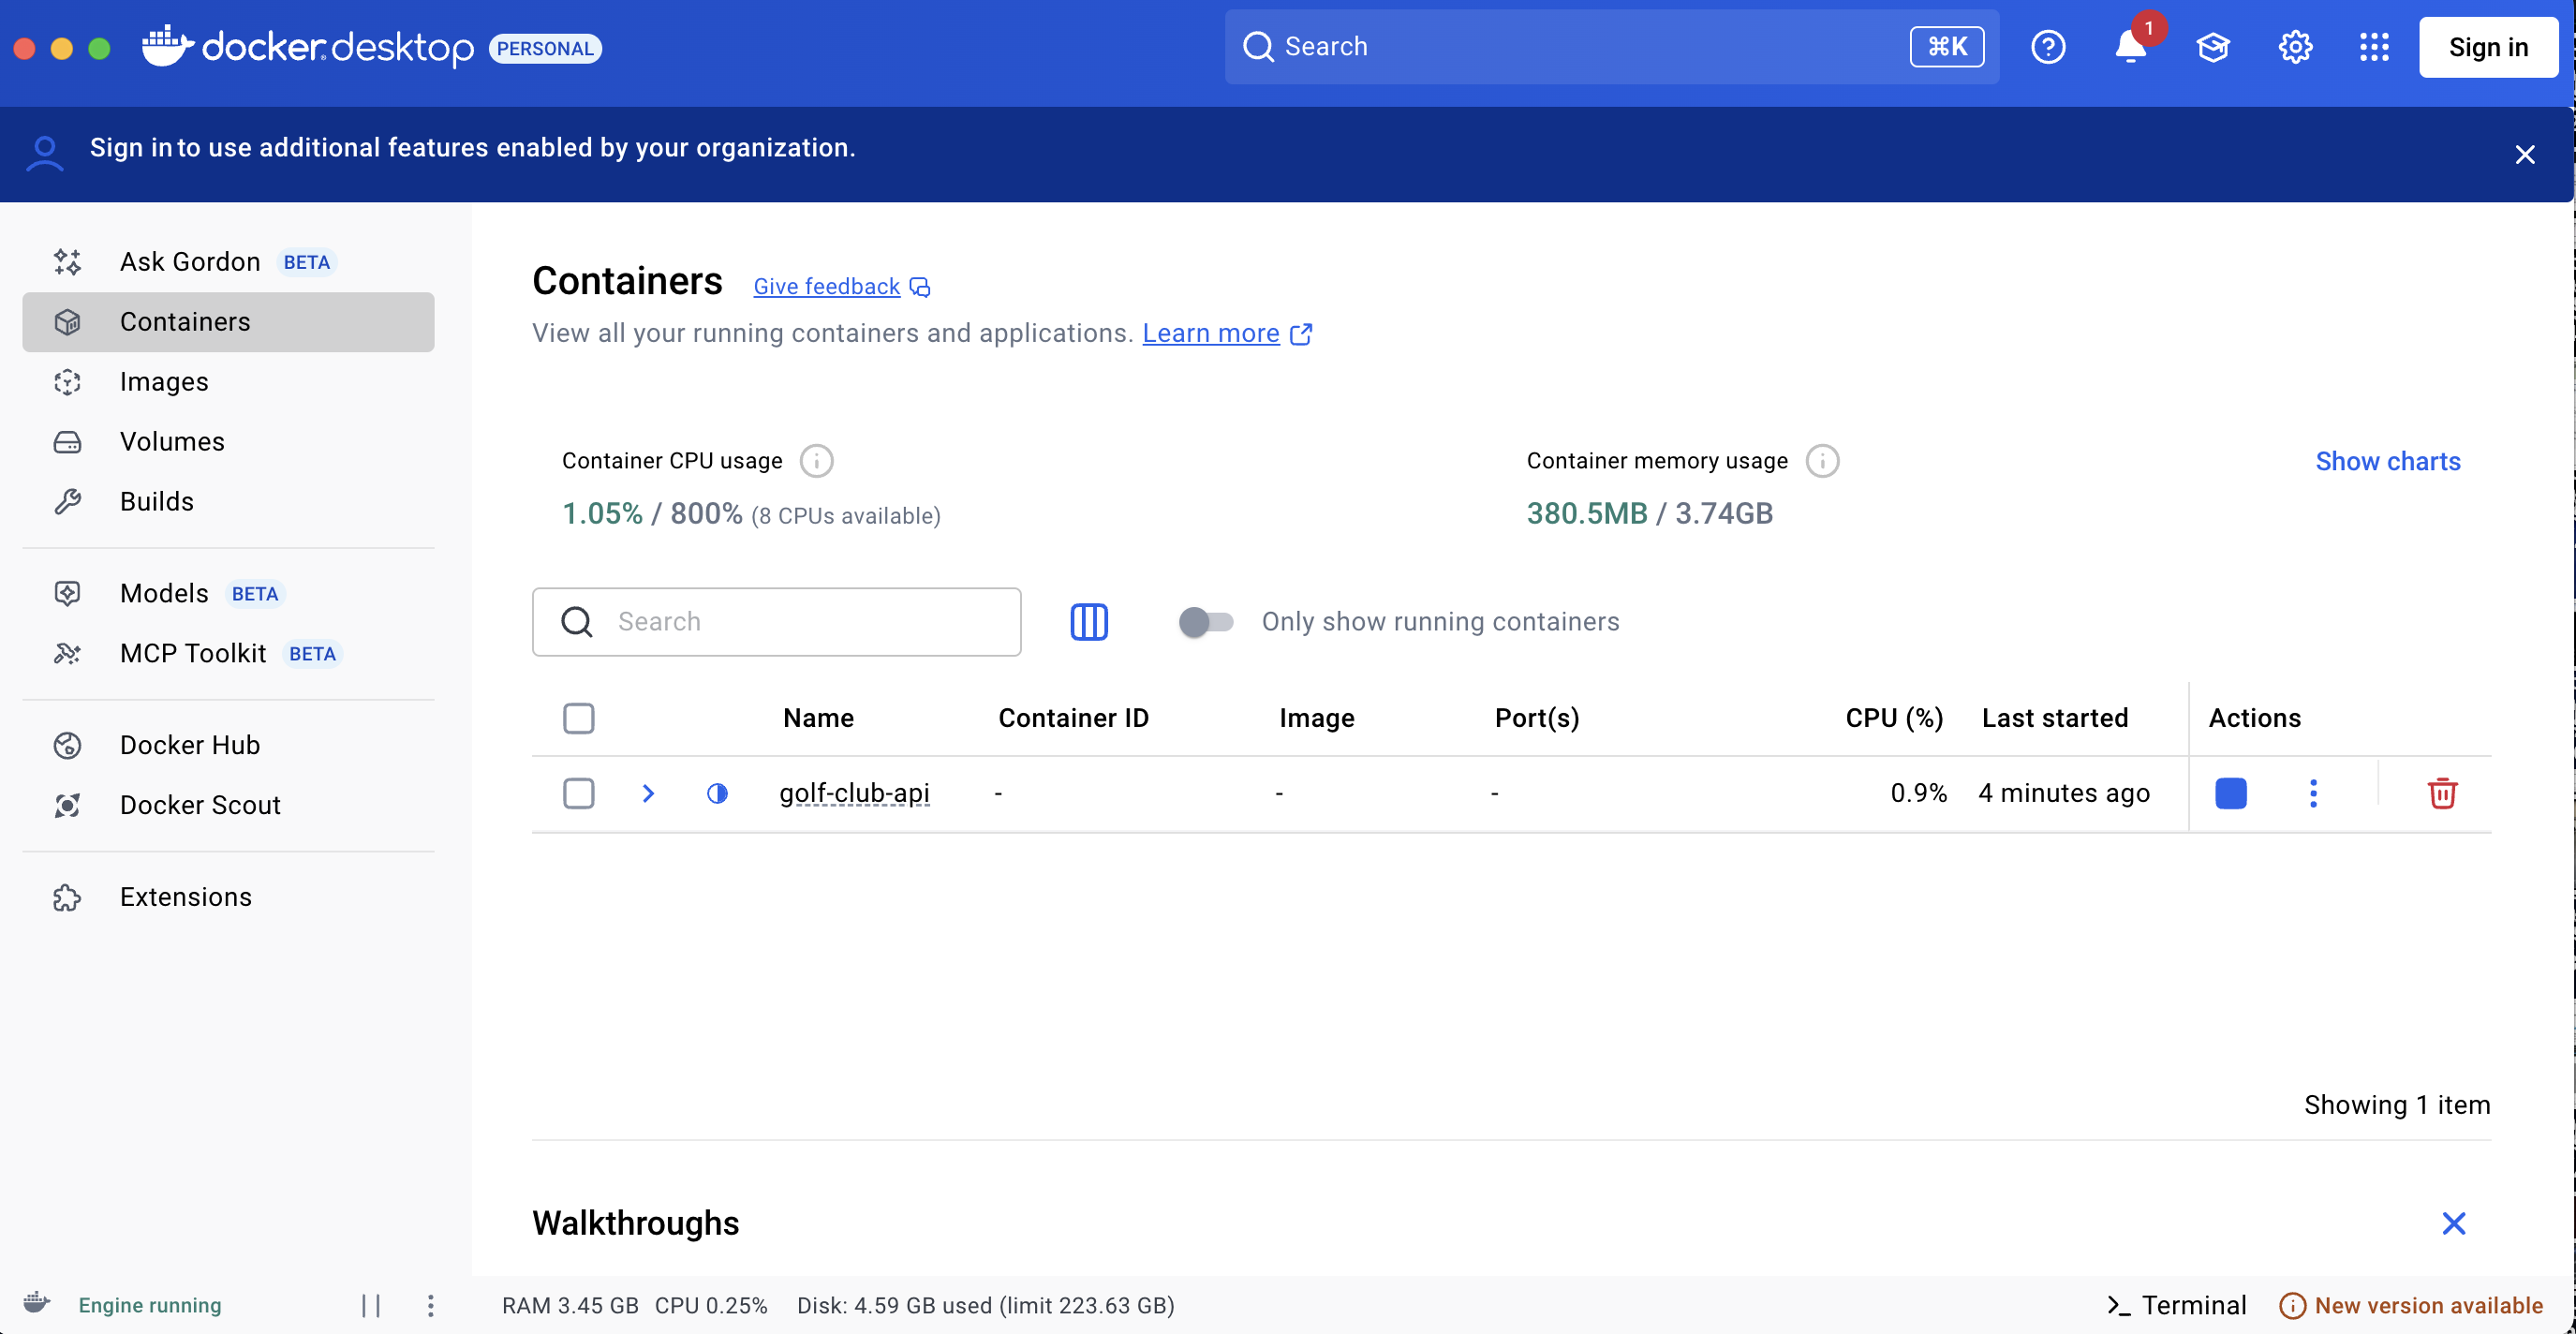 docker desktop PERSONAL
Search ⌘K
1
Sign in
Sign in to use additional features enabled by your organization.
Ask Gordon BETA
Containers
Images
Volumes
Builds
Models BETA
MCP Toolkit BETA
Docker Hub
Docker Scout
Extensions
Containers Give feedback
View all your running containers and applications. Learn more
Container CPU usage
1.05% / 800% (8 CPUs available)
Container memory usage
380.5MB / 3.74GB
Show charts
Search
Only show running containers
Name Container ID Image Port(s) CPU (%) Last started Actions
golf-club-api - - - 0.9% 4 minutes ago
Showing 1 item
Walkthroughs
Engine running
RAM 3.45 GB CPU 0.25% Disk: 4.59 GB used (limit 223.63 GB)
Terminal
New version available